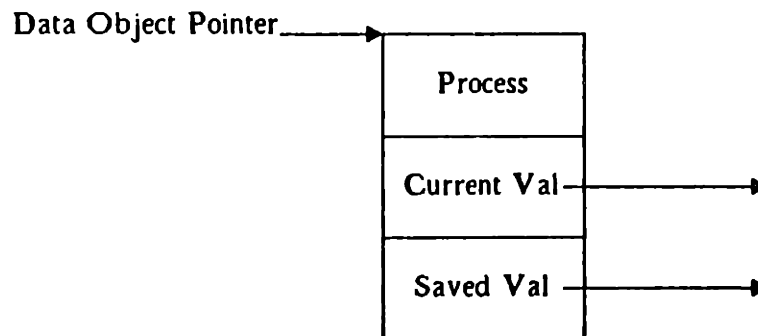 Data Object Pointer
Process
Current Val
Saved Val